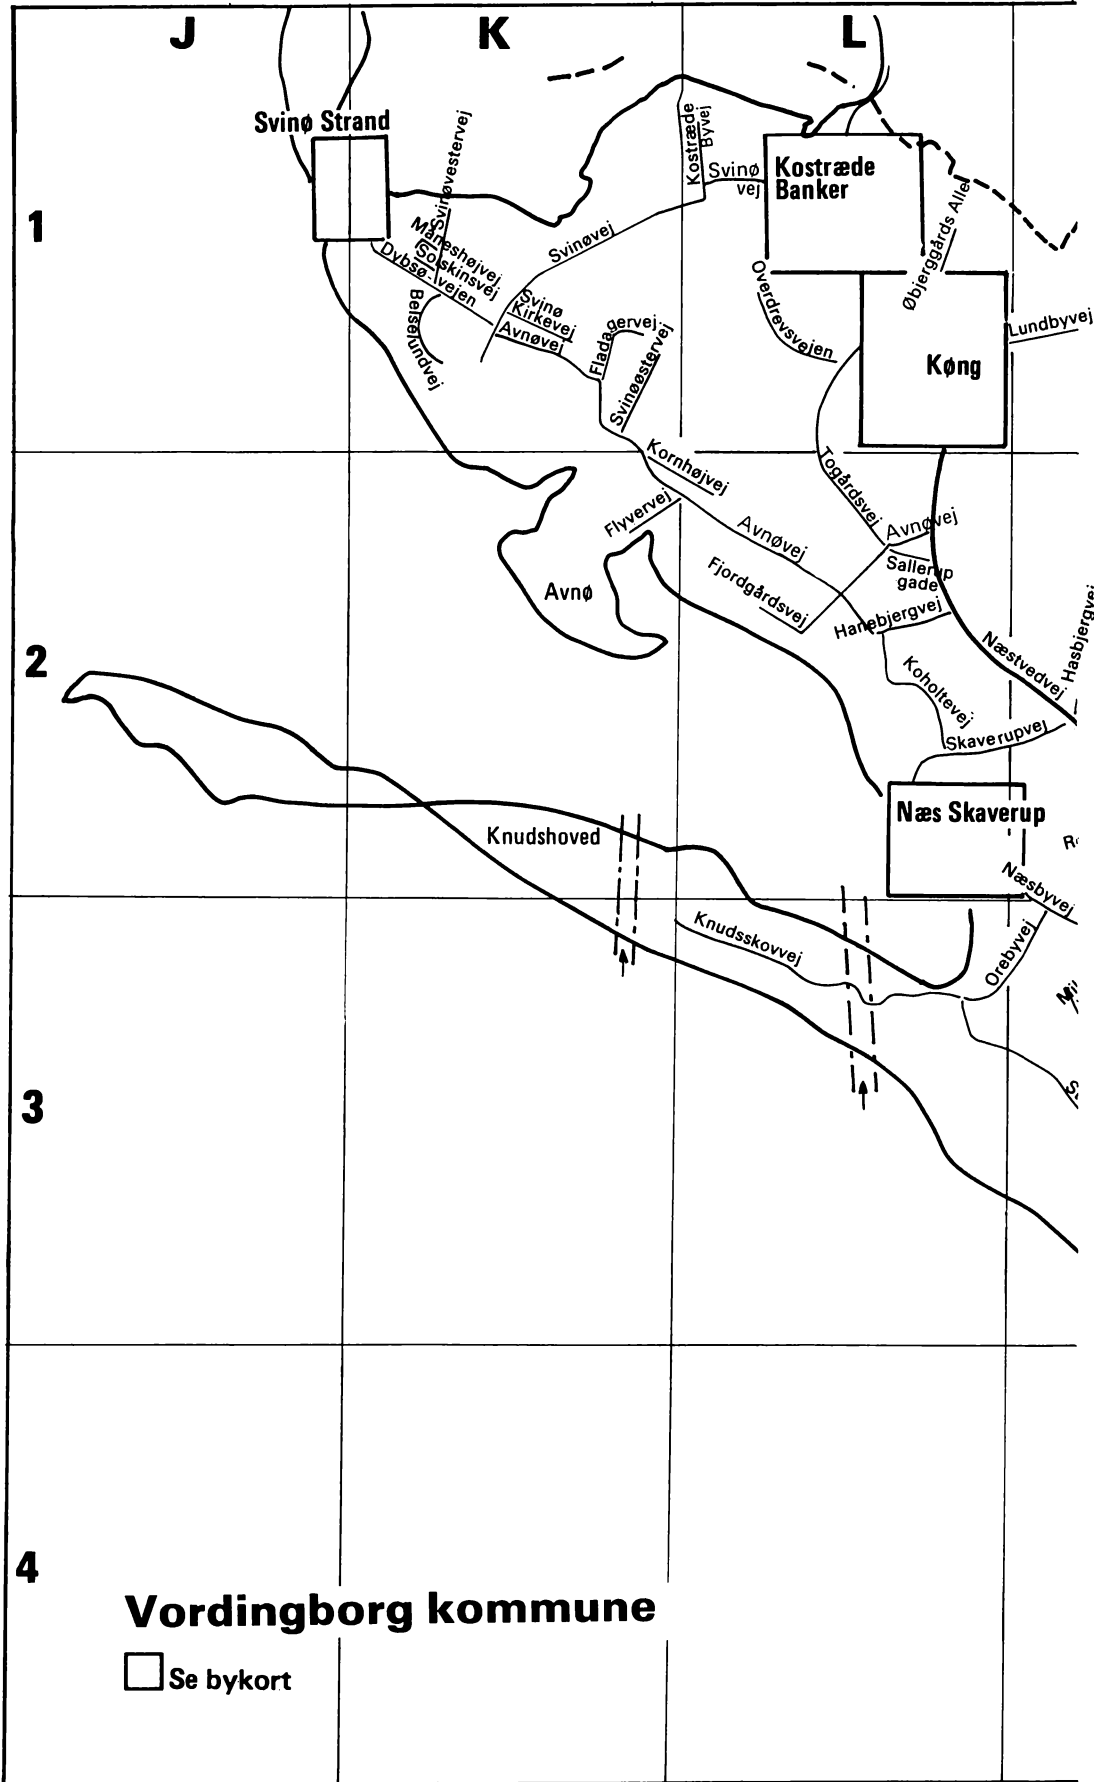 J
K
L
1
2
3
4
Svinø Strand
Svinøvestervej
Måneshøjvej
Solskinsvej
Dybsø-vejen
Belselundvej
Svinøvej
Svinø
Kirkevej
Avnøvej
Fladagervej
Svinøøstervej
Kostræde
Byvej
Svinø
vej
Kostræde
Banker
Øbjerggårds Alle
Overdrevsvejen
Lundbyvej
Køng
Kornhøjvej
Flyvervej
Avnøvej
Togårdsvej
Avnøvej
Sallerup
gade
Fjordgårdsvej
Hanebjergvej
Avnø
Næstvedvej
Hasbjergvej
Koholtevej
Skaverupvej
Næs Skaverup
Knudshoved
Næsbyvej
Knudsskovvej
Orebyvej
Vordingborg kommune
Se bykort